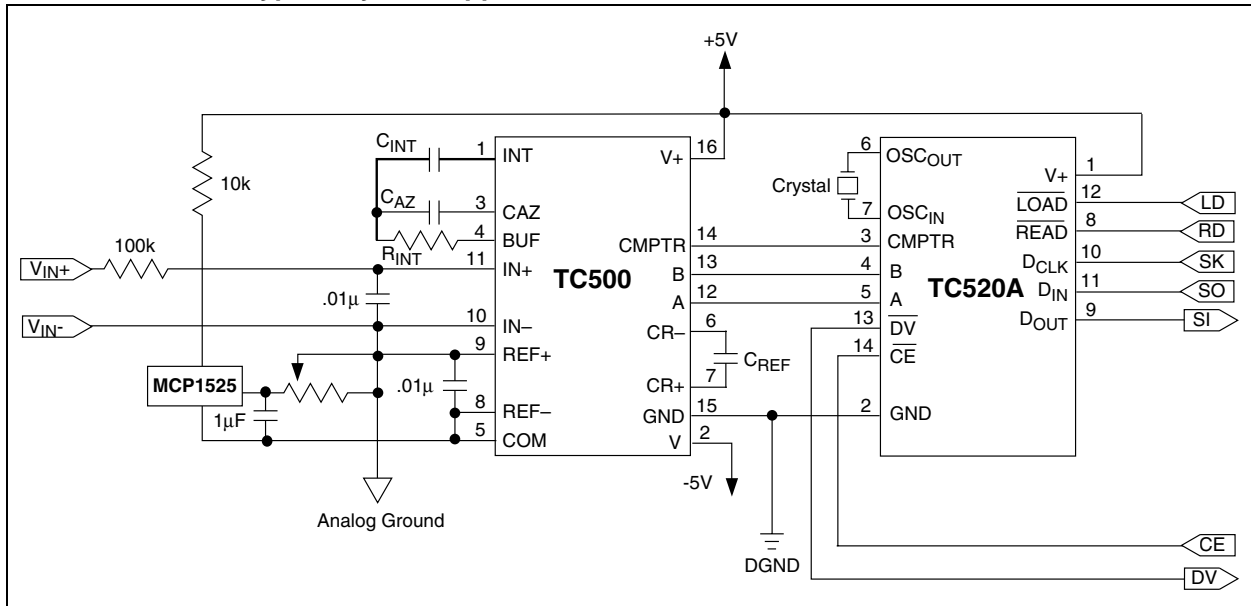 +5V
C_INT
1
INT
V+
16
6
OSC_OUT
1
V+
10k
Crystal
C_AZ
3
CAZ
12
LOAD
LD
4
BUF
7
OSC_IN
8
READ
RD
R_INT
CMPTR
14
3
CMPTR
100k
11
IN+
V_IN+
TC500
B
13
4
B
TC520A
10
D_CLK
SK
A
12
5
A
11
D_IN
SO
.01μ
13
DV
9
D_OUT
SI
V_IN-
10
IN–
CR–
6
14
CE
9
REF+
C_REF
MCP1525
.01μ
CR+
7
8
REF–
GND
15
2
GND
1μF
5
COM
V
2
-5V
Analog Ground
DGND
CE
DV